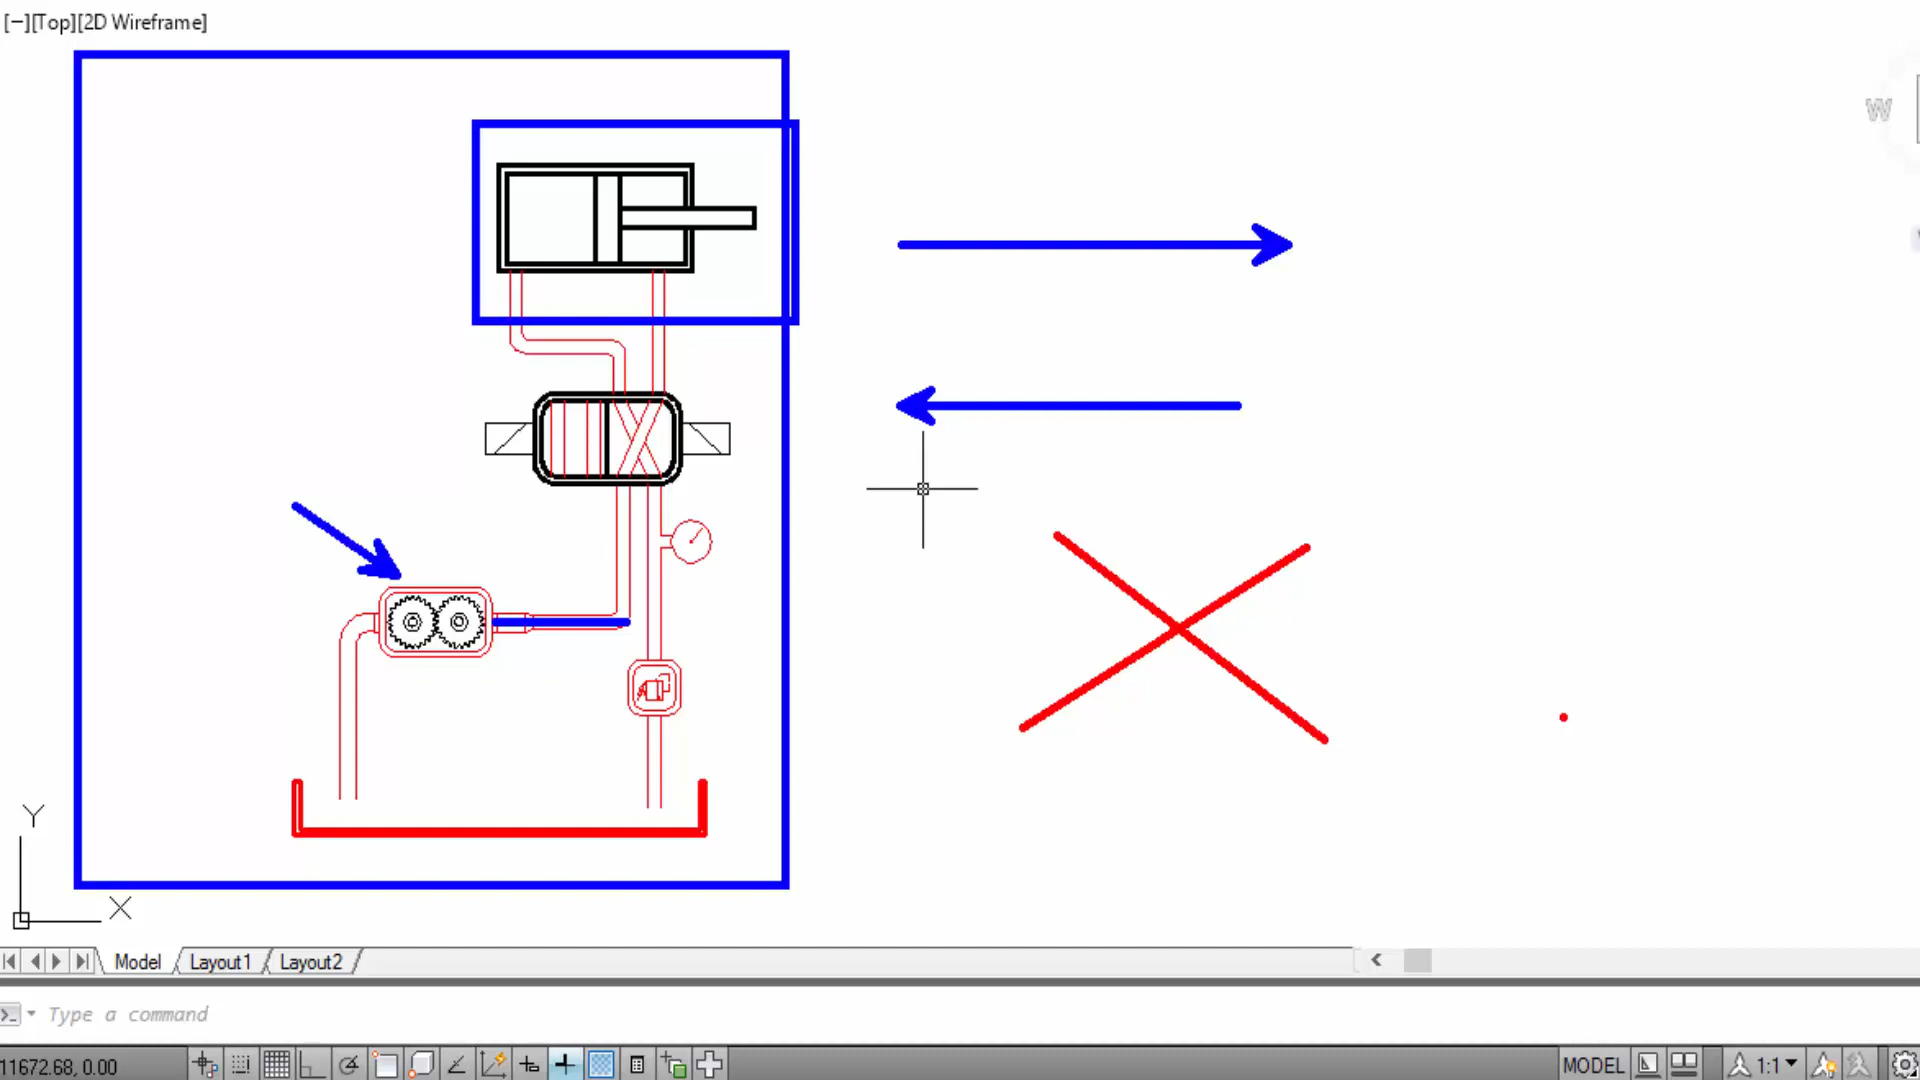 [−][Top][2D Wireframe]
W
Y
X
Model
Layout1
Layout2
Type a command
11672.68, 0.00
MODEL
1:1